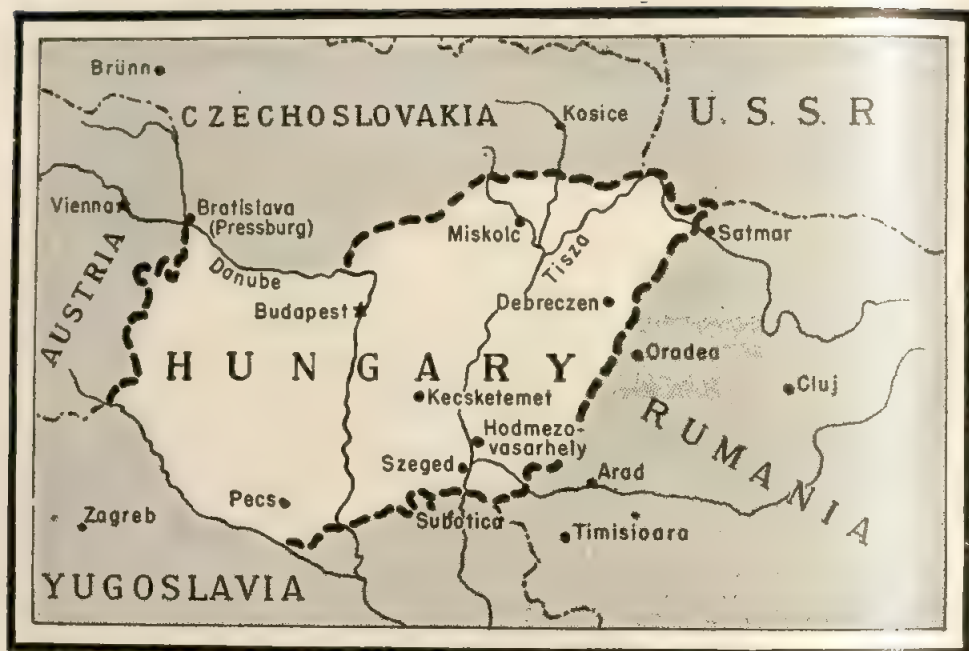 Brünn
CZECHOSLOVAKIA
Kosice
U. S. S. R
Vienna
Bratislava
(Pressburg)
Miskolc
Satmar
AUSTRIA
Danube
Tisza
Budapest
Debreczen
HUNGARY
Oradea
Cluj
Kecsketemet
RUMANIA
Hodmezo-
vasarhely
Szeged
Arad
Pecs
Zagreb
Subotica
Timisioara
YUGOSLAVIA